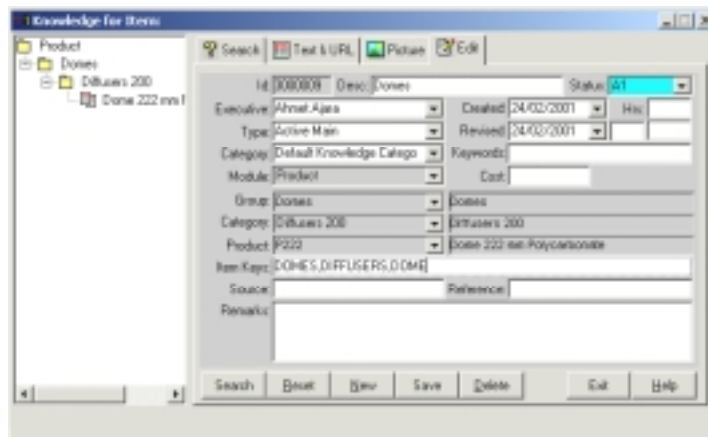 Knowledge for Item:
Product
Domes
Diffusers 200
Dome 222 mm
Search Text & URL Picture Edit
Id: 0000009 Desc: Domes Status: A1
Executive: Ahmet Created: 24/02/2001 Hrs:
Type: Active Main Revised: 24/02/2001
Category: Default Knowledge Catego Keywords:
Module: Product Cost:
Group: Domes Domes
Category: Diffusers 200 Diffusers 200
Product: P222 Dome 222 mm Polycarbonate
Item Keys: DOMES,DIFFUSERS,DOME
Source: Reference:
Remarks:
Search Reset New Save Delete Exit Help